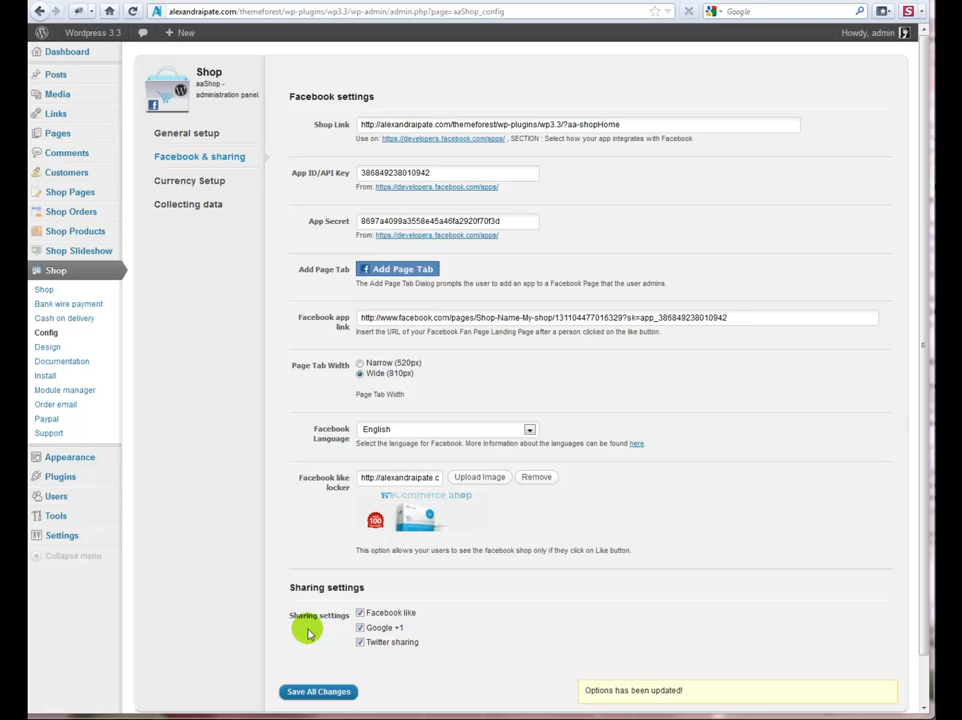 alexandraipate.com/themeforest/wp-plugins/wp3.3/wp-admin/admin.php?page=aaShop_config
Google
Wordpress 3.3
New
Howdy, admin
Dashboard
Posts
Media
Links
Pages
Comments
Customers
Shop Pages
Shop Orders
Shop Products
Shop Slideshow
Shop
Shop
Bank wire payment
Cash on delivery
Config
Design
Documentation
Install
Module manager
Order email
Paypal
Support
Appearance
Plugins
Users
Tools
Settings
Collapse menu
Shop
aaShop -
administration panel.
General setup
Facebook & sharing
Currency Setup
Collecting data
Facebook settings
Shop Link
http://alexandraipate.com/themeforest/wp-plugins/wp3.3/?aa-shopHome
Use on: https://developers.facebook.com/apps/ , SECTION : Select how your app integrates with Facebook
App ID/API Key
386849238010942
From: https://developers.facebook.com/apps/
App Secret
8697a4099a3558e45a46fa2920f70f3d
From: https://developers.facebook.com/apps/
Add Page Tab
Add Page Tab
The Add Page Tab Dialog prompts the user to add an app to a Facebook Page that the user admins.
Facebook app
link
http://www.facebook.com/pages/Shop-Name-My-shop/131104477016329?sk=app_386849238010942
Insert the URL of your Facebook Fan Page Landing Page after a person clicked on the like button.
Page Tab Width
Narrow (520px)
Wide (810px)
Page Tab Width
Facebook
Language
English
Select the language for Facebook. More Information about the languages can be found here.
Facebook like
locker
http://alexandraipate.c
Upload Image
Remove
eCommerce Shop
100
This option allows your users to see the facebook shop only if they click on Like button.
Sharing settings
Sharing settings
Facebook like
Google +1
Twitter sharing
Save All Changes
Options has been updated!